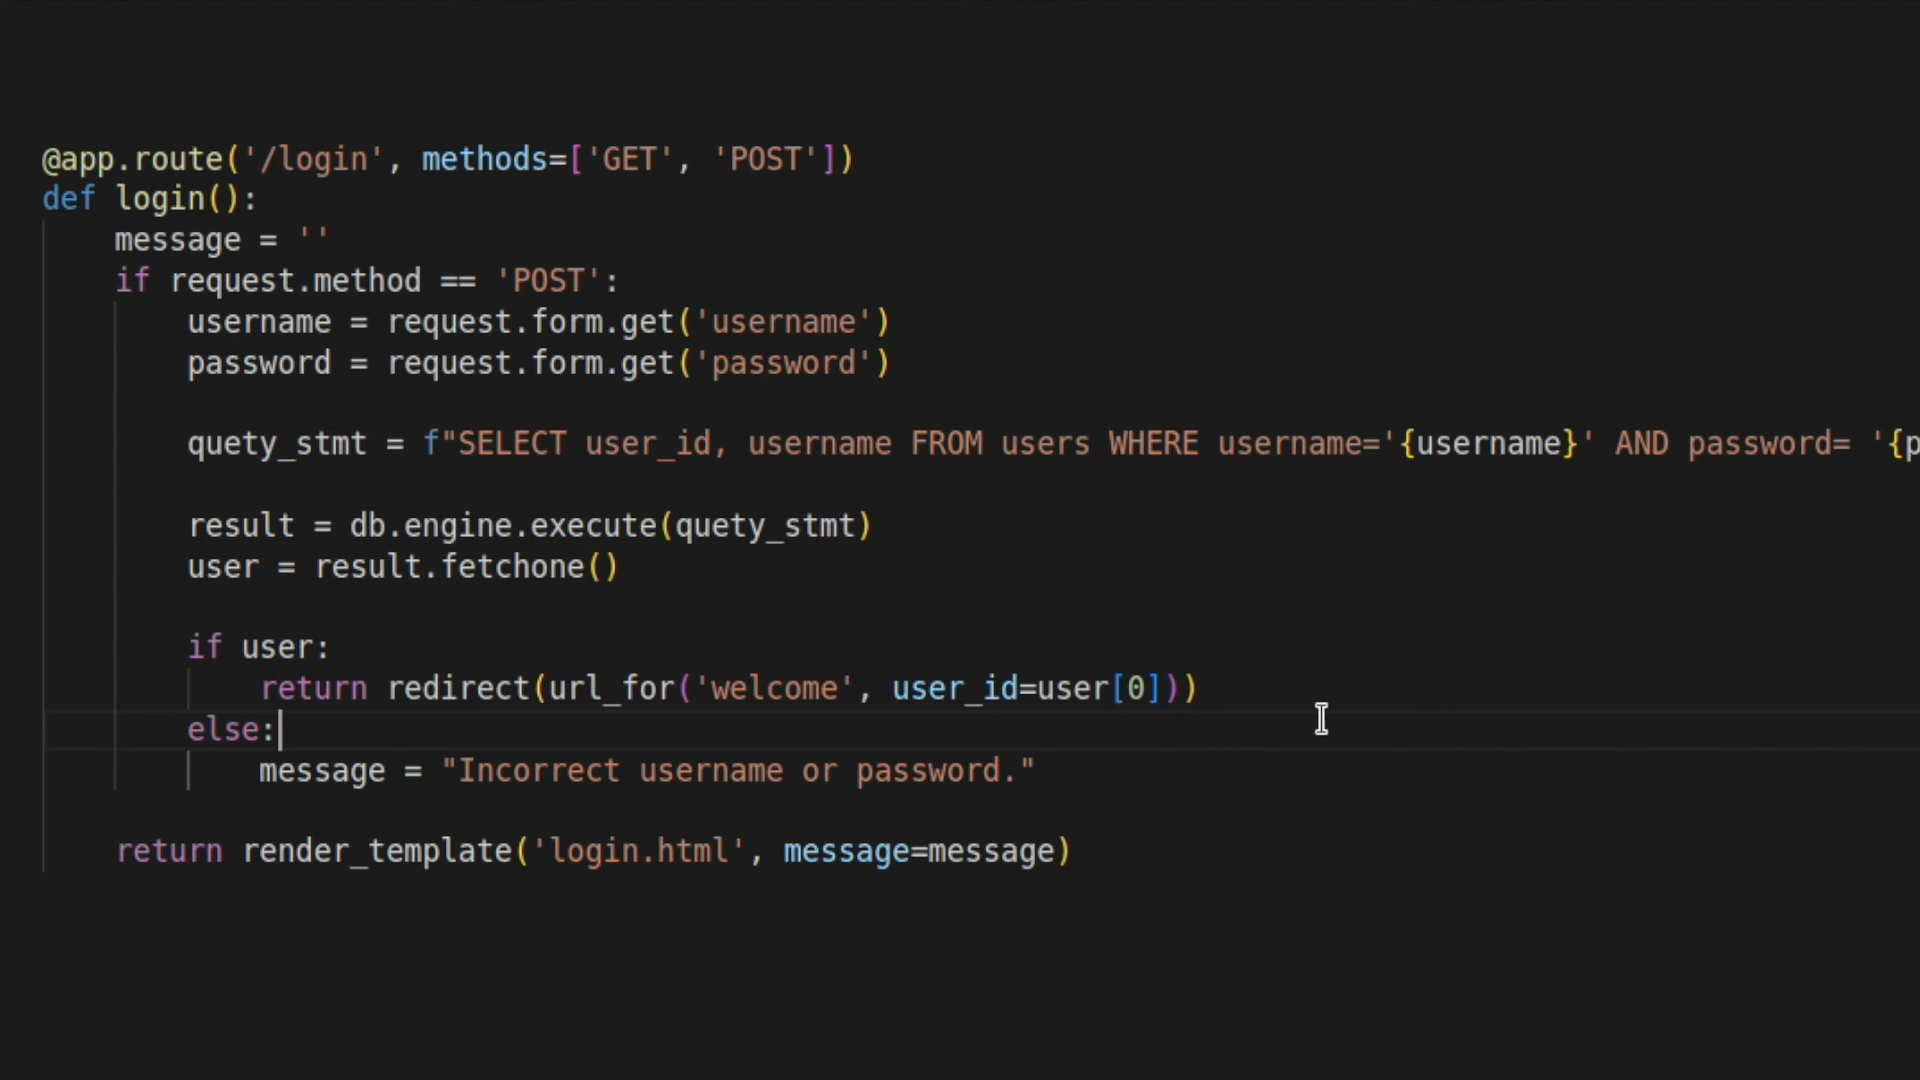 @app.route('/login', methods=['GET', 'POST'])
def login():
    message = ''
    if request.method == 'POST':
        username = request.form.get('username')
        password = request.form.get('password')
        quety_stmt = f"SELECT user_id, username FROM users WHERE username='{username}' AND password= '{p
        result = db.engine.execute(quety_stmt)
        user = result.fetchone()
        if user:
            return redirect(url_for('welcome', user_id=user[0]))
        else:
            message = "Incorrect username or password."
    return render_template('login.html', message=message)